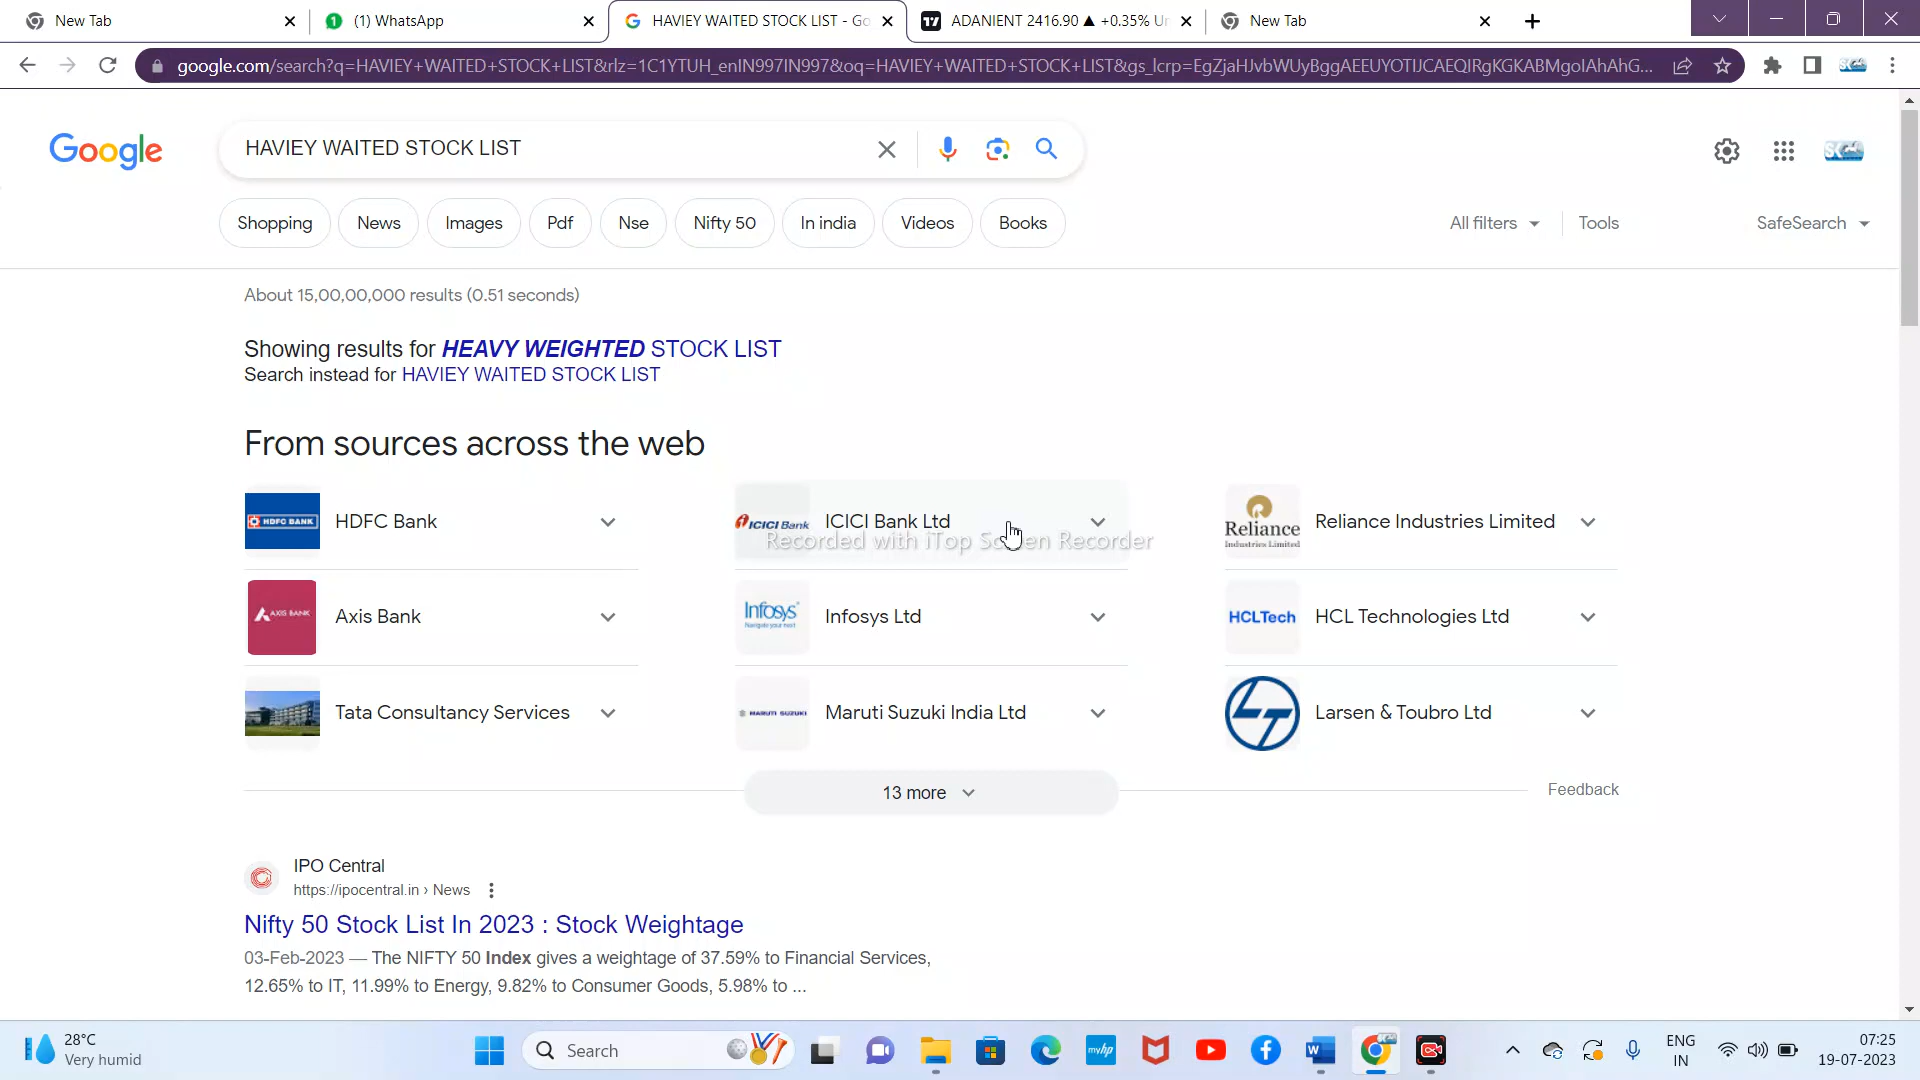 New Tab
(1) WhatsApp
HAVIEY WAITED STOCK LIST - Go
ADANIENT 2416.90 ▲ +0.35% Un
New Tab
google.com/search?q=HAVIEY+WAITED+STOCK+LIST&rlz=1C1YTUH_enIN997IN997&oq=HAVIEY+WAITED+STOCK+LIST&gs_lcrp=EgZjaHJvbWUyBggAEEUYOTIJCAEQIRgKGKABMgoIAhAhG...
Google
HAVIEY WAITED STOCK LIST
Shopping
News
Images
Pdf
Nse
Nifty 50
In india
Videos
Books
All filters
Tools
SafeSearch
About 15,00,00,000 results (0.51 seconds)
Showing results for HEAVY WEIGHTED STOCK LIST
Search instead for HAVIEY WAITED STOCK LIST
From sources across the web
HDFC BANK
HDFC Bank
ICICI Bank
ICICI Bank Ltd
Reliance
Industries Limited
Reliance Industries Limited
Recorded with iTop Screen Recorder
AXIS BANK
Axis Bank
Infosys
Navigate your next
Infosys Ltd
HCLTech
HCL Technologies Ltd
Tata Consultancy Services
MARUTI SUZUKI
Maruti Suzuki India Ltd
Larsen & Toubro Ltd
13 more
Feedback
IPO Central
https://ipocentral.in › News
Nifty 50 Stock List In 2023 : Stock Weightage
03-Feb-2023 — The NIFTY 50 Index gives a weightage of 37.59% to Financial Services,
12.65% to IT, 11.99% to Energy, 9.82% to Consumer Goods, 5.98% to ...
28°C
Very humid
Search
myhp
ENG
IN
07:25
19-07-2023